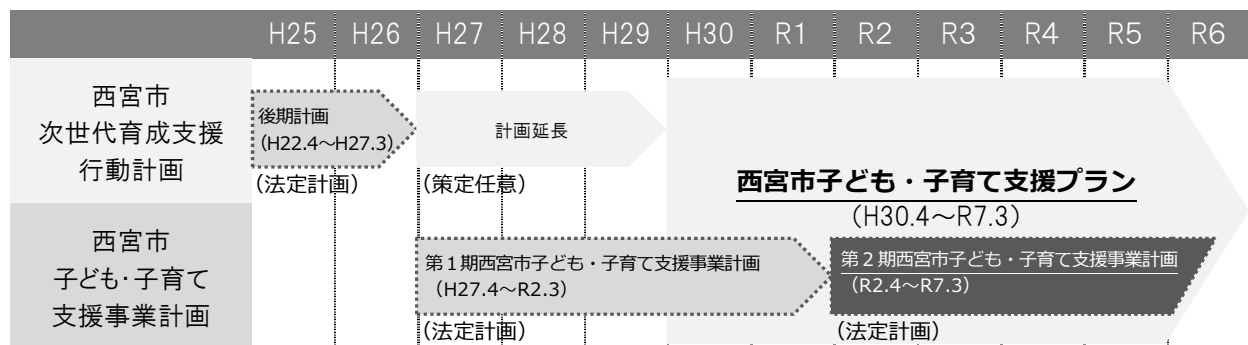 H25 H26 H27 H28 H29 H30 R1 R2 R3 R4 R5 R6
西宮市
次世代育成支援
行動計画
後期計画
（H22.4～H27.3）
（法定計画）
計画延長
（策定任意）
西宮市子ども・子育て支援プラン
（H30.4～R7.3）
西宮市
子ども・子育て
支援事業計画
第１期西宮市子ども・子育て支援事業計画
（H27.4～R2.3）
（法定計画）
第２期西宮市子ども・子育て支援事業計画
（R2.4～R7.3）
（法定計画）